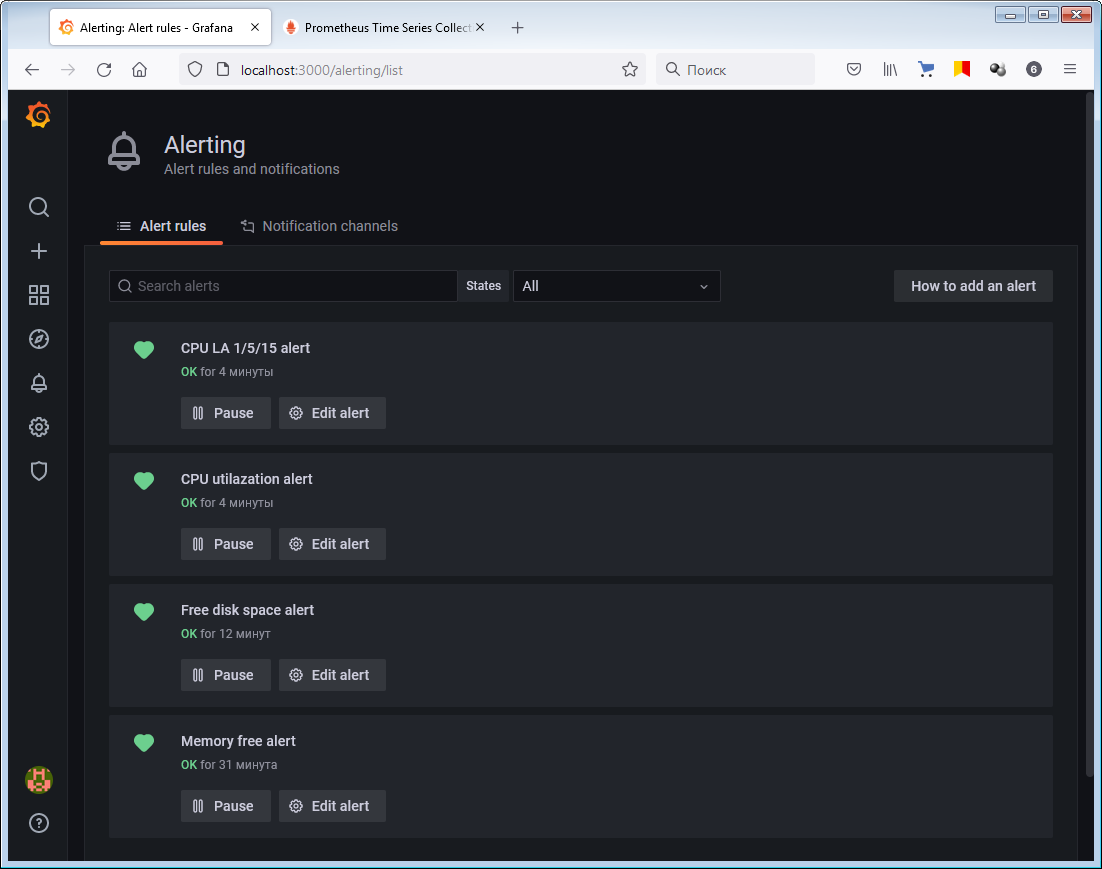 Alerting: Alert rules - Grafana
Prometheus Time Series Collect
localhost:3000/alerting/list
Поиск
6
Alerting
Alert rules and notifications
Alert rules
Notification channels
Search alerts
States
All
How to add an alert
CPU LA 1/5/15 alert
OK for 4 минуты
Pause
Edit alert
CPU utilazation alert
OK for 4 минуты
Pause
Edit alert
Free disk space alert
OK for 12 минут
Pause
Edit alert
Memory free alert
OK for 31 минута
Pause
Edit alert